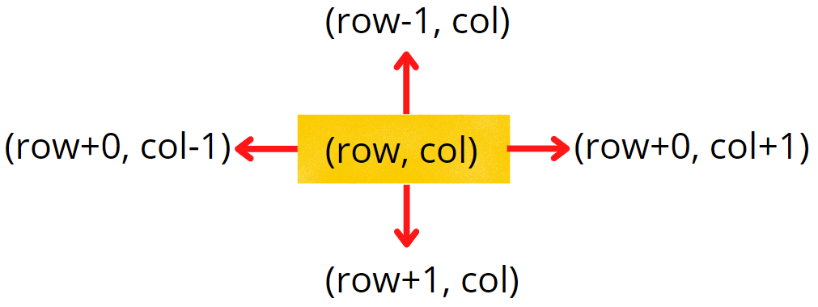 (row-1, col)
(row+0, col-1)
(row, col)
(row+0, col+1)
(row+1, col)